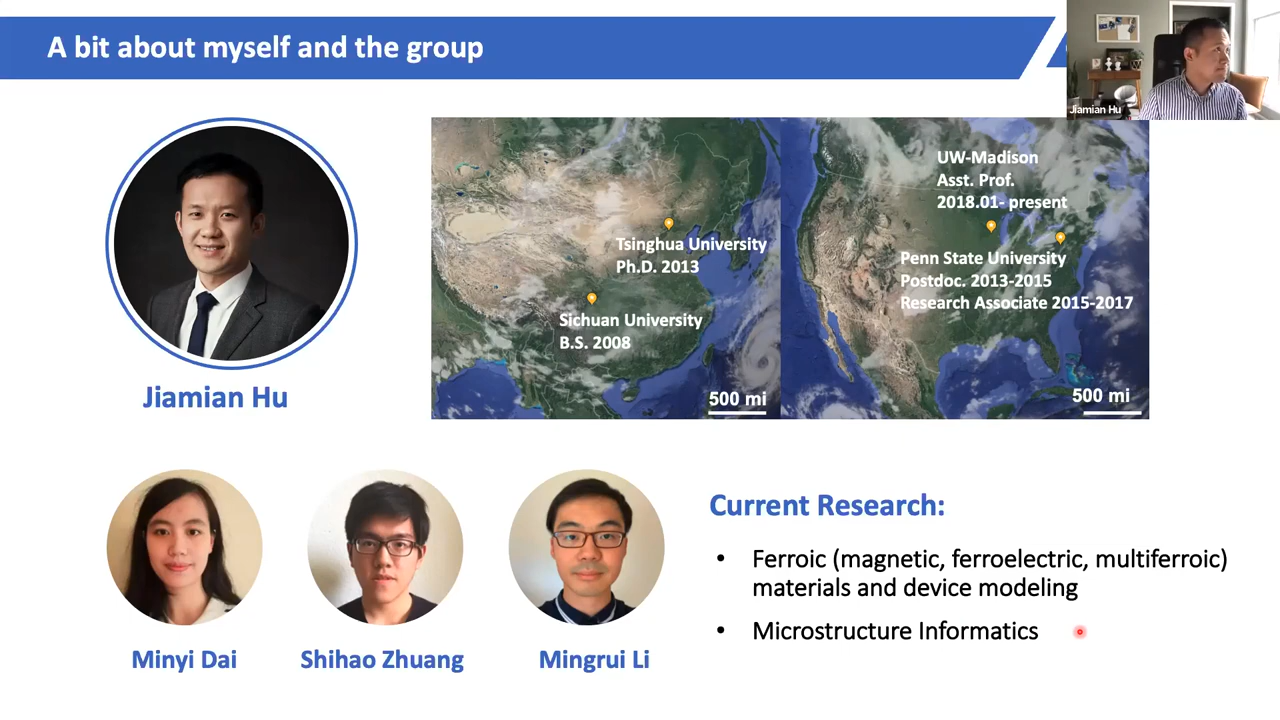 A bit about myself and the group
Jiamian Hu
UW-Madison
Asst. Prof.
2018.01- present
Tsinghua University
Ph.D. 2013
Penn State University
Postdoc. 2013-2015
Research Associate 2015-2017
Sichuan University
B.S. 2008
500 mi
500 mi
Jiamian Hu
Current Research:
• Ferroic (magnetic, ferroelectric, multiferroic)
materials and device modeling
• Microstructure Informatics
Minyi Dai
Shihao Zhuang
Mingrui Li